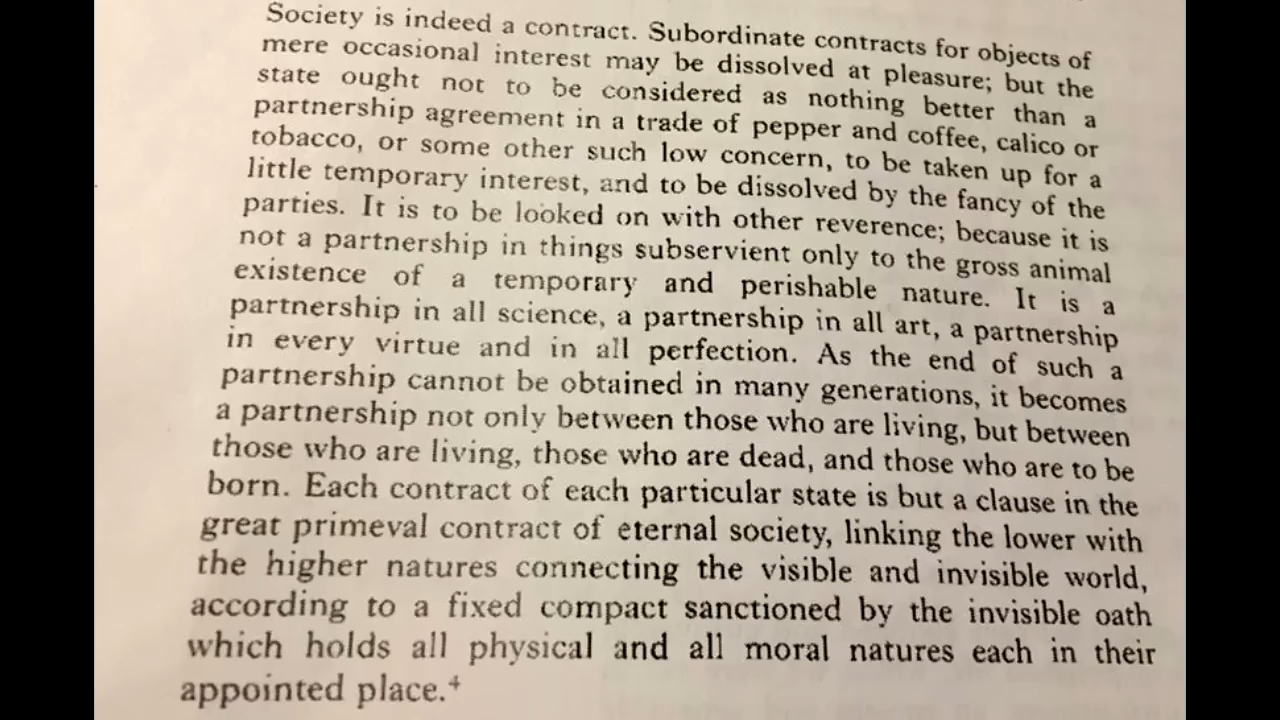 Society is indeed a contract. Subordinate contracts for objects of
mere occasional interest may be dissolved at pleasure; but the
state ought not to be considered as nothing better than a
partnership agreement in a trade of pepper and coffee, calico or
tobacco, or some other such low concern, to be taken up for a
little temporary interest, and to be dissolved by the fancy of the
parties. It is to be looked on with other reverence; because it is
not a partnership in things subservient only to the gross animal
existence of a temporary and perishable nature. It is a
partnership in all science, a partnership in all art, a partnership
in every virtue and in all perfection. As the end of such a
partnership cannot be obtained in many generations, it becomes
a partnership not only between those who are living, but between
those who are living, those who are dead, and those who are to be
born. Each contract of each particular state is but a clause in the
great primeval contract of eternal society, linking the lower with
the higher natures connecting the visible and invisible world,
according to a fixed compact sanctioned by the invisible oath
which holds all physical and all moral natures each in their
appointed place.⁴